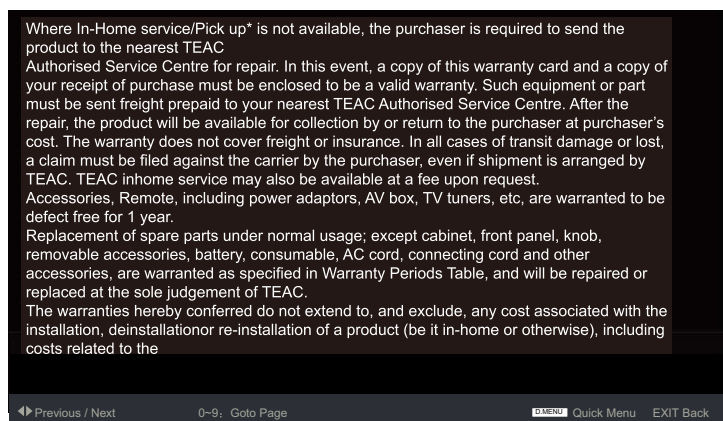 Where In-Home service/Pick up* is not available, the purchaser is required to send the
product to the nearest TEAC
Authorised Service Centre for repair. In this event, a copy of this warranty card and a copy of
your receipt of purchase must be enclosed to be a valid warranty. Such equipment or part
must be sent freight prepaid to your nearest TEAC Authorised Service Centre. After the
repair, the product will be available for collection by or return to the purchaser at purchaser's
cost. The warranty does not cover freight or insurance. In all cases of transit damage or lost,
a claim must be filed against the carrier by the purchaser, even if shipment is arranged by
TEAC. TEAC inhome service may also be available at a fee upon request.
Accessories, Remote, including power adaptors, AV box, TV tuners, etc, are warranted to be
defect free for 1 year.
Replacement of spare parts under normal usage; except cabinet, front panel, knob,
removable accessories, battery, consumable, AC cord, connecting cord and other
accessories, are warranted as specified in Warranty Periods Table, and will be repaired or
replaced at the sole judgement of TEAC.
The warranties hereby conferred do not extend to, and exclude, any cost associated with the
installation, deinstallationor re-installation of a product (be it in-home or otherwise), including
costs related to the
Previous / Next 0~9: Goto Page D.MENU Quick Menu EXIT Back